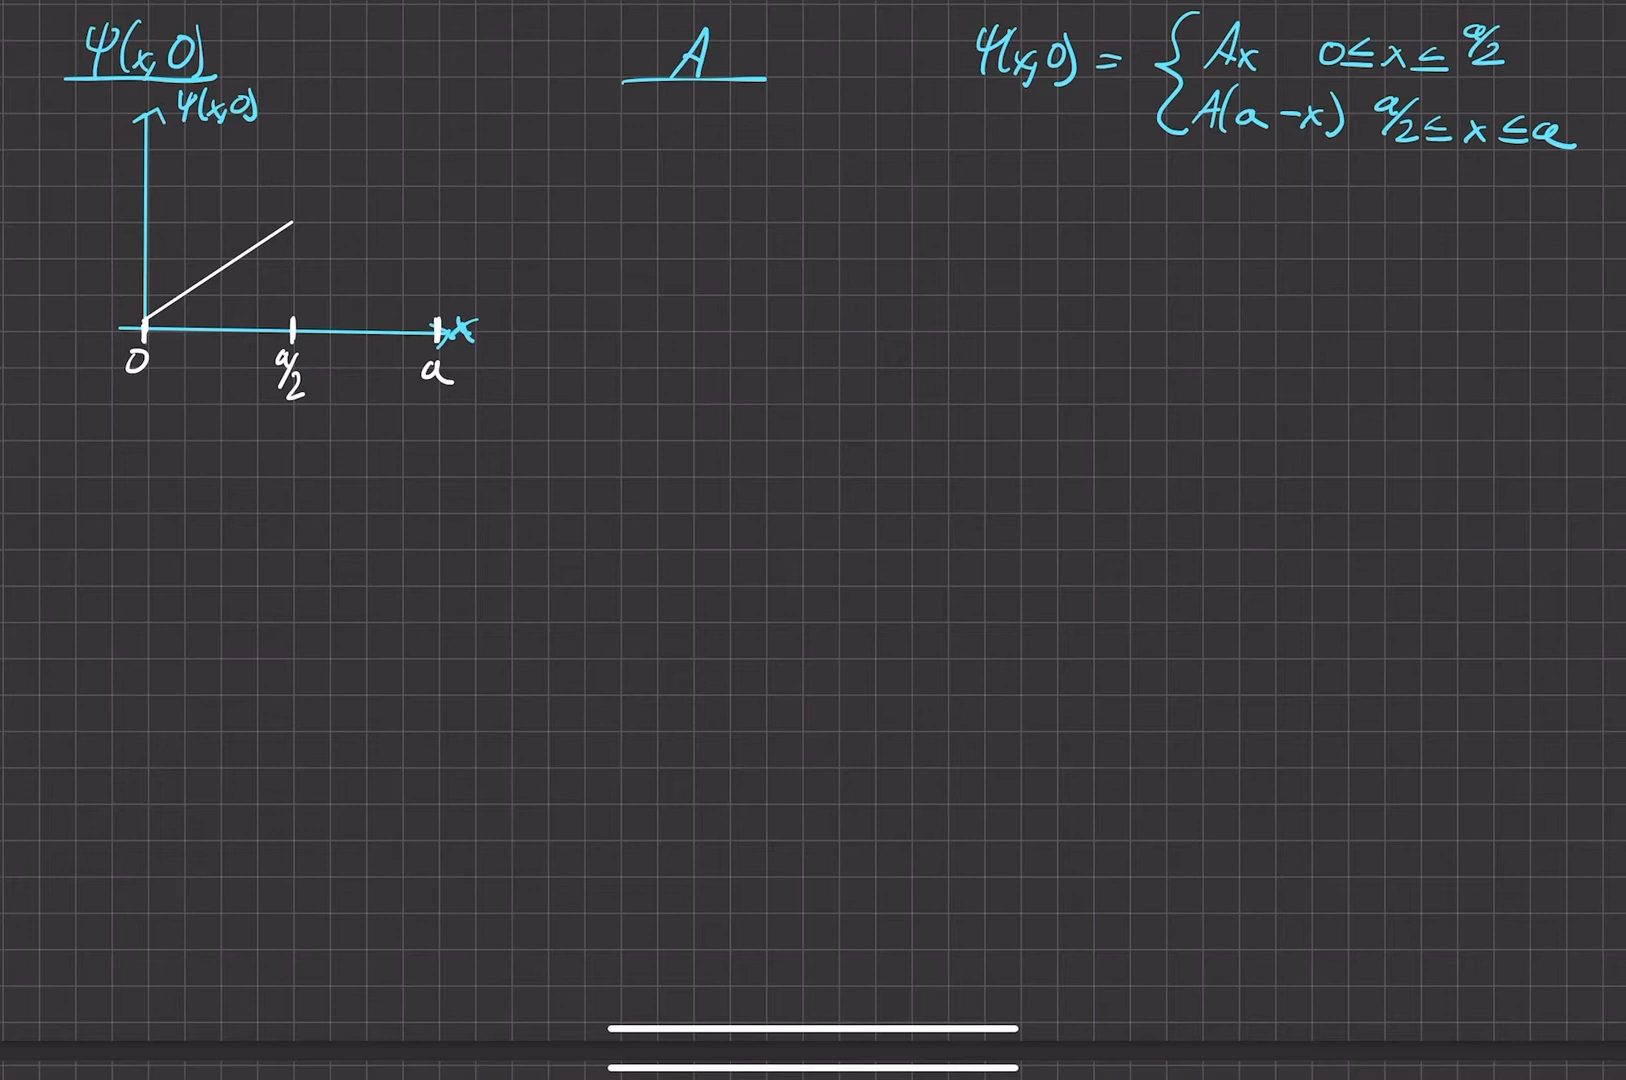 Ψ(x,0)
A
Ψ(x,0) = { Ax 0 ≤ x ≤ a/2
A(a-x) a/2 ≤ x ≤ a
Ψ(x,0)
x
0 a/2 a